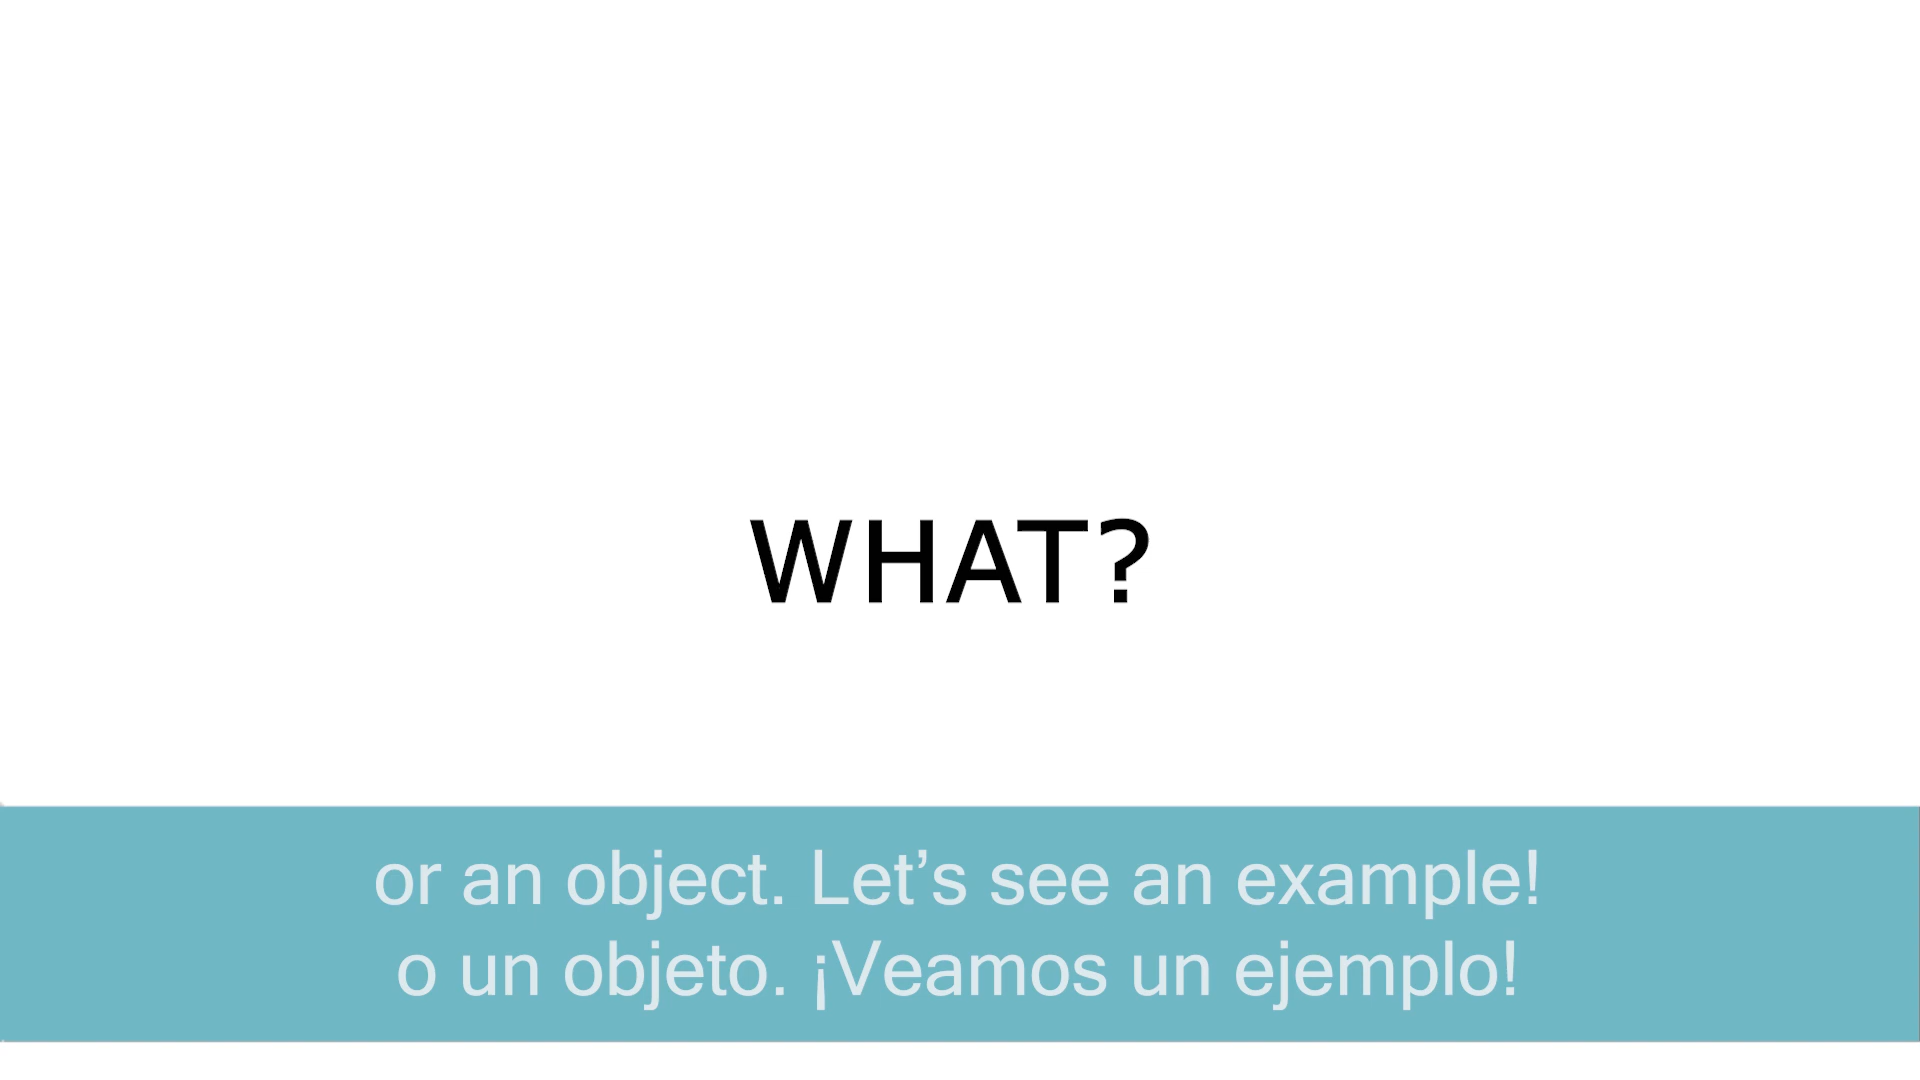 WHAT?
or an object. Let’s see an example!
o un objeto. ¡Veamos un ejemplo!